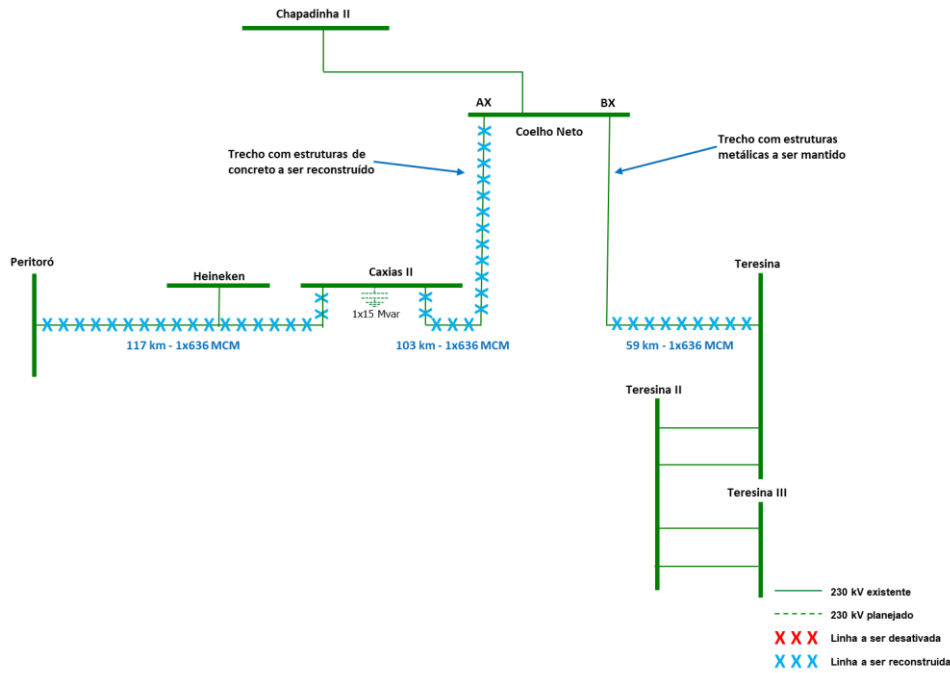 Chapadinha II
AX
BX
Coelho Neto
Trecho com estruturas de
concreto a ser reconstruído
Trecho com estruturas
metálicas a ser mantido
Peritoró
Heineken
Caxias II
Teresina
1x15 Mvar
117 km - 1x636 MCM
103 km - 1x636 MCM
59 km - 1x636 MCM
Teresina II
Teresina III
230 kV existente
230 kV planejado
X X X Linha a ser desativada
X X X Linha a ser reconstruída